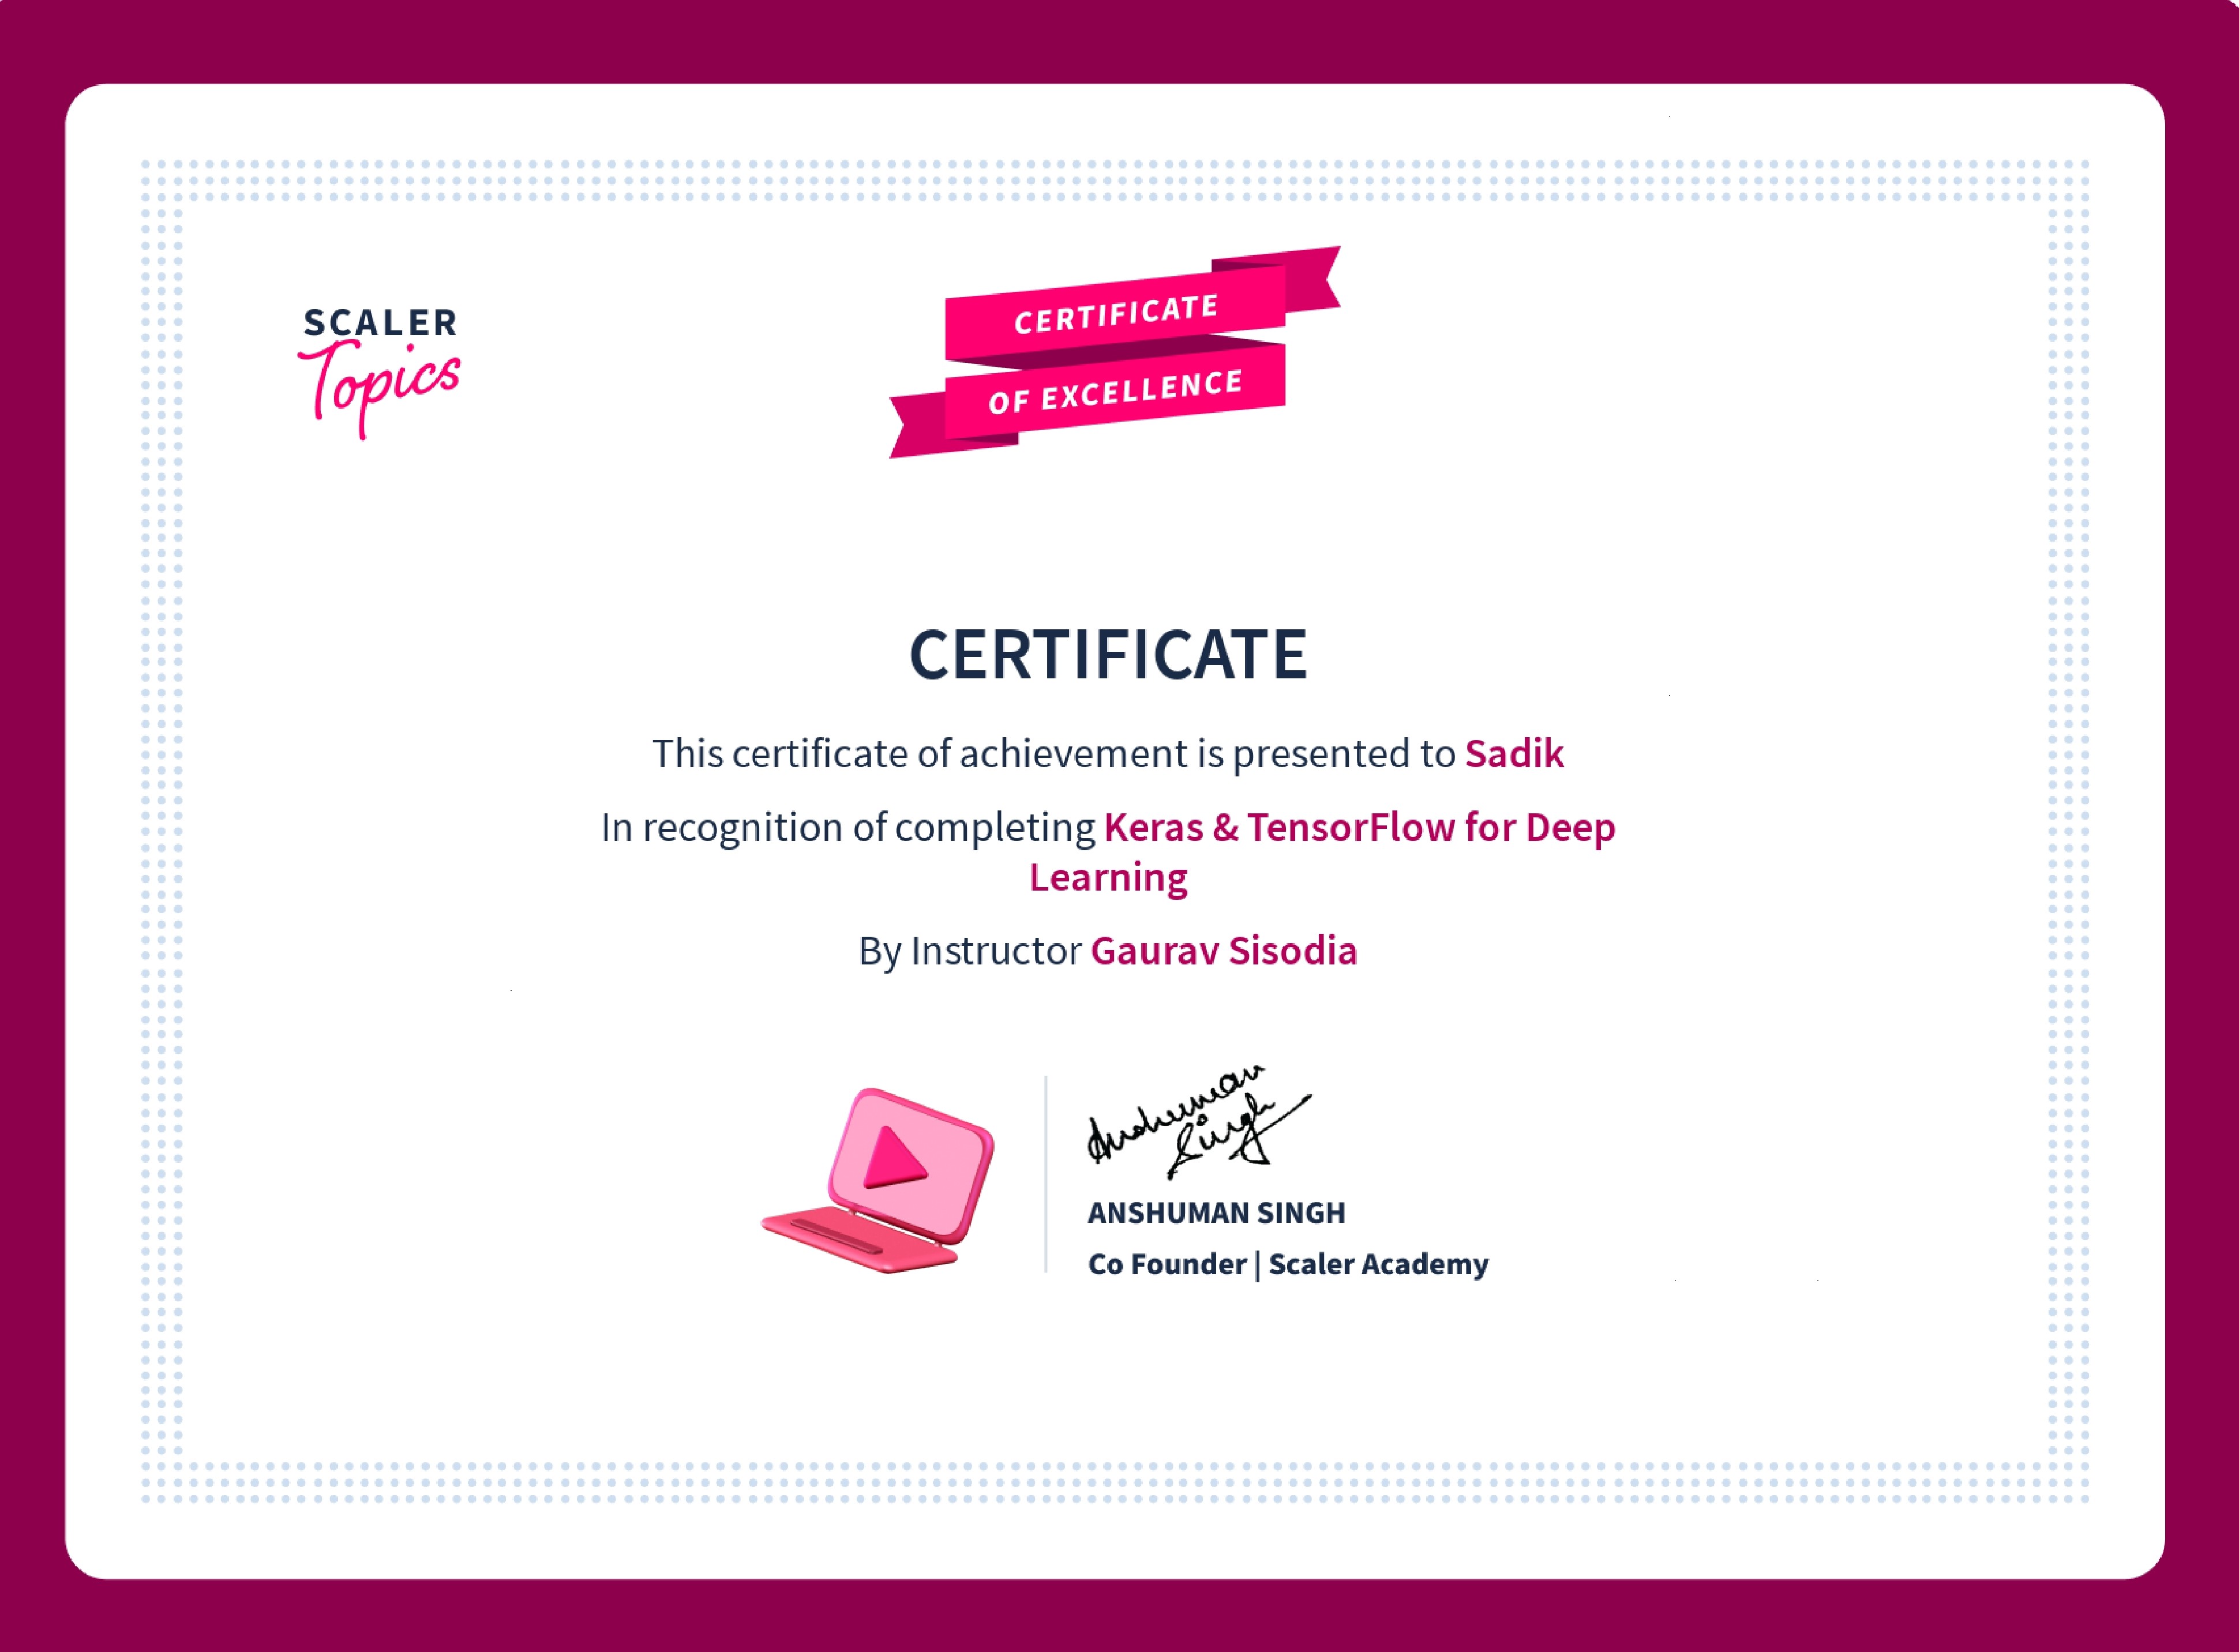 SCALER
Topics
CERTIFICATE
OF EXCELLENCE
CERTIFICATE
This certificate of achievement is presented to Sadik
In recognition of completing Keras & TensorFlow for Deep
Learning
By Instructor Gaurav Sisodia
Anshuman
Singh
ANSHUMAN SINGH
Co Founder | Scaler Academy